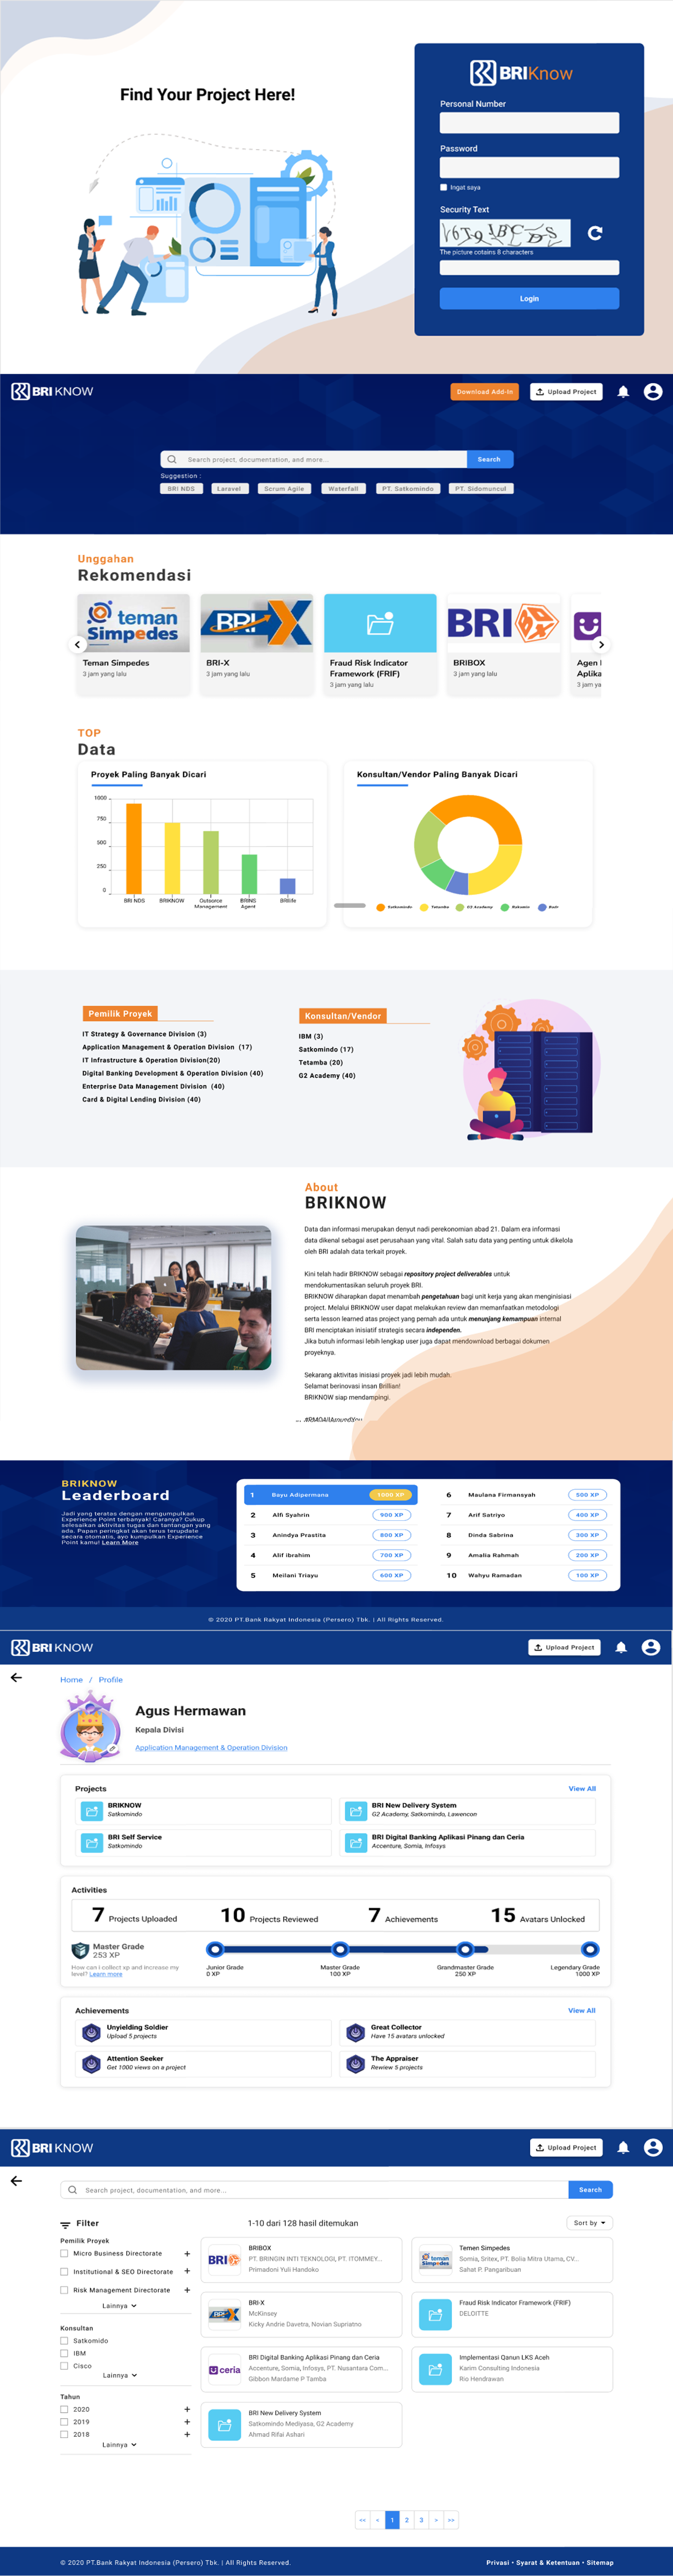 Find Your Project Here!
BRIKnow
Personal Number
Password
Ingat saya
Security Text
The picture cotains 8 characters
Login
BRI KNOW
Download Add-In
Upload Project
Search project, documentation, and more...
Search
Suggestion :
BRI NDS
Laravel
Scrum Agile
Waterfall
PT. Satkomindo
PT. Sidomuncul
Unggahan
Rekomendasi
teman
Simpedes
BRI X
BRI
Teman Simpedes
3 jam yang lalu
BRI-X
3 jam yang lalu
Fraud Risk Indicator
Framework (FRIF)
3 jam yang lalu
BRIBOX
3 jam yang lalu
Agen
Aplika
3 jam ya
TOP
Data
Proyek Paling Banyak Dicari
1000
750
500
250
0
BRI NDS
BRIKNOW
Outsorce
Management
BRINS
Agent
BRIlife
Konsultan/Vendor Paling Banyak Dicari
Satkomindo
Tetamba
G2 Academy
Pemilik Proyek
IT Strategy & Governance Division (3)
Application Management & Operation Division (17)
IT Infrastructure & Operation Division(20)
Digital Banking Development & Operation Division (40)
Enterprise Data Management Division (40)
Card & Digital Lending Division (40)
Konsultan/Vendor
IBM (3)
Satkomindo (17)
Tetamba (20)
G2 Academy (40)
About
BRIKNOW
Data dan informasi merupakan denyut nadi perekonomian abad 21. Dalam era informasi
data dikenal sebagai aset perusahaan yang vital. Salah satu data yang penting untuk dikelola
oleh BRI adalah data terkait proyek.
Kini telah hadir BRIKNOW sebagai repository project deliverables untuk
mendokumentasikan seluruh proyek BRI.
BRIKNOW diharapkan dapat menambah pengetahuan bagi unit kerja yang akan menginisiasi
project. Melalui BRIKNOW user dapat melakukan review dan memanfaatkan metodologi
serta lesson learned atas project yang pernah ada untuk menunjang kemampuan internal
BRI menciptakan inisiatif strategis secara independen.
Jika butuh informasi lebih lengkap user juga dapat mendownload berbagai dokumen
proyeknya.
Sekarang aktivitas inisiasi proyek jadi lebih mudah.
Selamat berinovasi insan Brillian!
BRIKNOW siap mendampingi.
#PMOAllAroundYou
BRIKNOW
Leaderboard
Jadi yang teratas dengan mengumpulkan
Experience Point terbanyak! Caranya? Cukup
selesaikan aktivitas tugas dan tantangan yang
ada. Papan peringkat akan terus terupdate
secara otomatis, ayo kumpulkan Experience
Point kamu! Learn More
1 Bayu Adipermana 1000 XP
2 Alfi Syahrin 900 XP
3 Anindya Prastita 800 XP
4 Alif ibrahim 700 XP
5 Meilani Triayu 600 XP
6 Maulana Firmansyah 500 XP
7 Arif Satriyo 400 XP
8 Dinda Sabrina 300 XP
9 Amalia Rahmah 200 XP
10 Wahyu Ramadan 100 XP
© 2020 PT.Bank Rakyat Indonesia (Persero) Tbk. | All Rights Reserved.
BRI KNOW
Upload Project
Home / Profile
Agus Hermawan
Kepala Divisi
Application Management & Operation Division
Projects
View All
BRIKNOW
Satkomindo
BRI New Delivery System
G2 Academy, Satkomindo, Lawencon
BRI Self Service
Satkomindo
BRI Digital Banking Aplikasi Pinang dan Ceria
Accenture, Somia, Infosys
Activities
7 Projects Uploaded
10 Projects Reviewed
7 Achievements
15 Avatars Unlocked
Master Grade
253 XP
How can I collect xp and increase my
level? Learn more
Junior Grade
0 XP
Master Grade
100 XP
Grandmaster Grade
250 XP
Legendary Grade
1000 XP
Achievements
View All
Unyielding Soldier
Upload 5 projects
Great Collector
Have 15 avatars unlocked
Attention Seeker
Get 1000 views on a project
The Appraiser
Rewiew 5 projects
BRI KNOW
Upload Project
Search project, documentation, and more...
Search
Filter
1-10 dari 128 hasil ditemukan
Sort by
Pemilik Proyek
Micro Business Directorate +
Institutional & SEO Directorate +
Risk Management Directorate +
Lainnya
Konsultan
Satkomido
IBM
Cisco
Lainnya
Tahun
2020 +
2019 +
2018 +
Lainnya
BRI
BRIBOX
PT. BRINGIN INTI TEKNOLOGI, PT. ITOMMEY...
Primadoni Yuli Handoko
teman
Simpedes
Temen Simpedes
Somia, Sritex, PT. Bolia Mitra Utama, CV...
Sahat P. Pangaribuan
BRI X
BRI-X
McKinsey
Kicky Andrie Davetra, Novian Supriatno
Fraud Risk Indicator Framework (FRIF)
DELOITTE
ceria
BRI Digital Banking Aplikasi Pinang dan Ceria
Accenture, Somia, Infosys, PT. Nusantara Com...
Gibbon Mardame P Tamba
Implementasi Qanun LKS Aceh
Karim Consulting Indonesia
Rio Hendrawan
BRI New Delivery System
Satkomindo Mediyasa, G2 Academy
Ahmad Rifai Ashari
<< < 1 2 3 > >>
© 2020 PT.Bank Rakyat Indonesia (Persero) Tbk. | All Rights Reserved.
Privasi • Syarat & Ketentuan • Sitemap